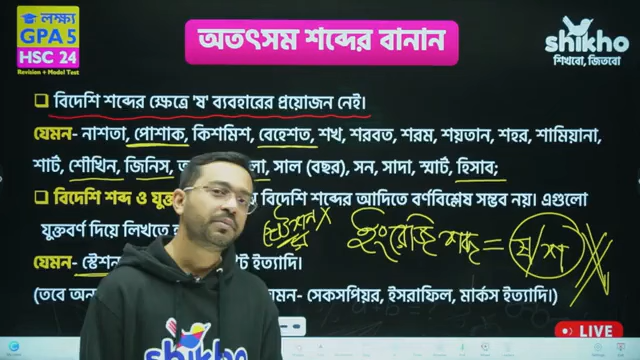 লক্ষ্য
GPA 5
HSC 24
Revision + Model Test
অতৎসম শব্দের বানান
shikho
শিখবো, জিতবো
বিদেশি শব্দের ক্ষেত্রে 'ষ' ব্যবহারের প্রয়োজন নেই।
যেমন- নাশতা, পোশাক, কিশমিশ, বেহেশত, শখ, শরবত, শরম, শয়তান, শহর, শামিয়ানা,
শার্ট, শৌখিন, জিনিস, সাল (বছর), সন, সাদা, স্মার্ট, হিসাব;
বিদেশি শব্দ ও বিদেশি শব্দের আদিতে বর্ণবিশ্লেষ সম্ভব নয়। এগুলো
যুক্তবর্ণ দিয়ে লিখতে
ইংরেজি শব্দ = ষ/
যেমন- স্টেশন ইত্যাদি।
(তবে সেকসপিয়র, ইসরাফিল, মার্কস ইত্যাদি।)
shikho
LIVE